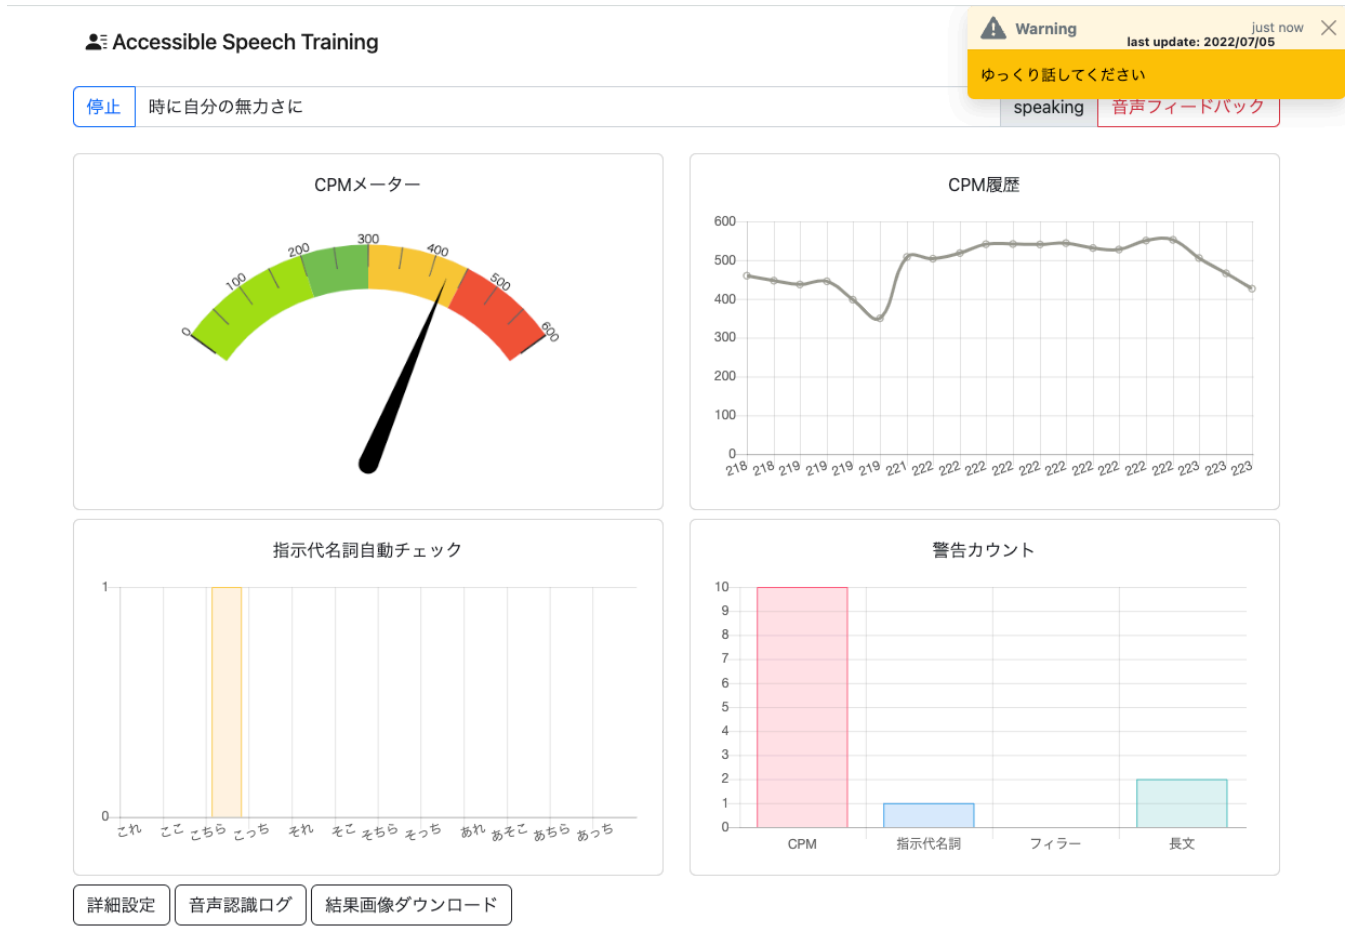 Accessible Speech Training
Warning
just now
last update: 2022/07/05
ゆっくり話してください
停止
時に自分の無力さに
speaking
音声フィードバック
CPMメーター
0 100 200 300 400 500 600
CPM履歴
600
500
400
300
200
100
0
218 218 219 219 219 219 221 222 222 222 222 222 222 222 222 222 222 223 223 223
指示代名詞自動チェック
1
0
これ ここ こちら こっち それ そこ そちら そっち あれ あそこ あちら あっち
警告カウント
10
9
8
7
6
5
4
3
2
1
0
CPM 指示代名詞 フィラー 長文
詳細設定 音声認識ログ 結果画像ダウンロード